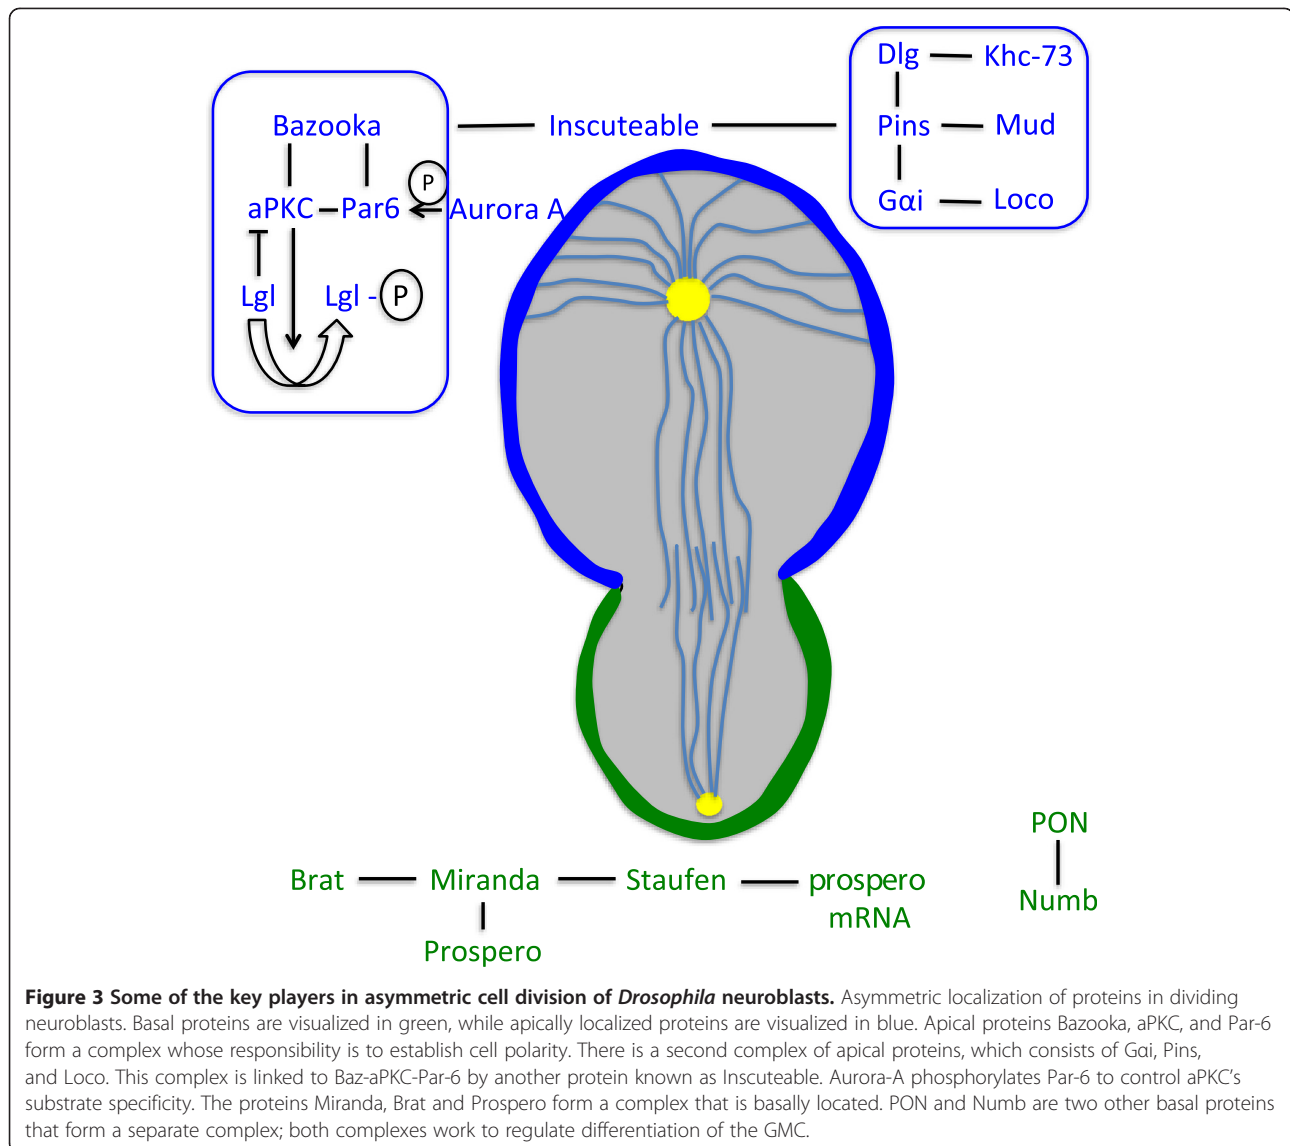 Dlg Khc-73
Bazooka Inscuteable Pins Mud
P
aPKC Par6 Aurora A Gαi Loco
Lgl Lgl - P
PON
Brat Miranda Staufen prospero
mRNA
Numb
Prospero
Figure 3 Some of the key players in asymmetric cell division of Drosophila neuroblasts. Asymmetric localization of proteins in dividing
neuroblasts. Basal proteins are visualized in green, while apically localized proteins are visualized in blue. Apical proteins Bazooka, aPKC, and Par-6
form a complex whose responsibility is to establish cell polarity. There is a second complex of apical proteins, which consists of Gαi, Pins,
and Loco. This complex is linked to Baz-aPKC-Par-6 by another protein known as Inscuteable. Aurora-A phosphorylates Par-6 to control aPKC's
substrate specificity. The proteins Miranda, Brat and Prospero form a complex that is basally located. PON and Numb are two other basal proteins
that form a separate complex; both complexes work to regulate differentiation of the GMC.